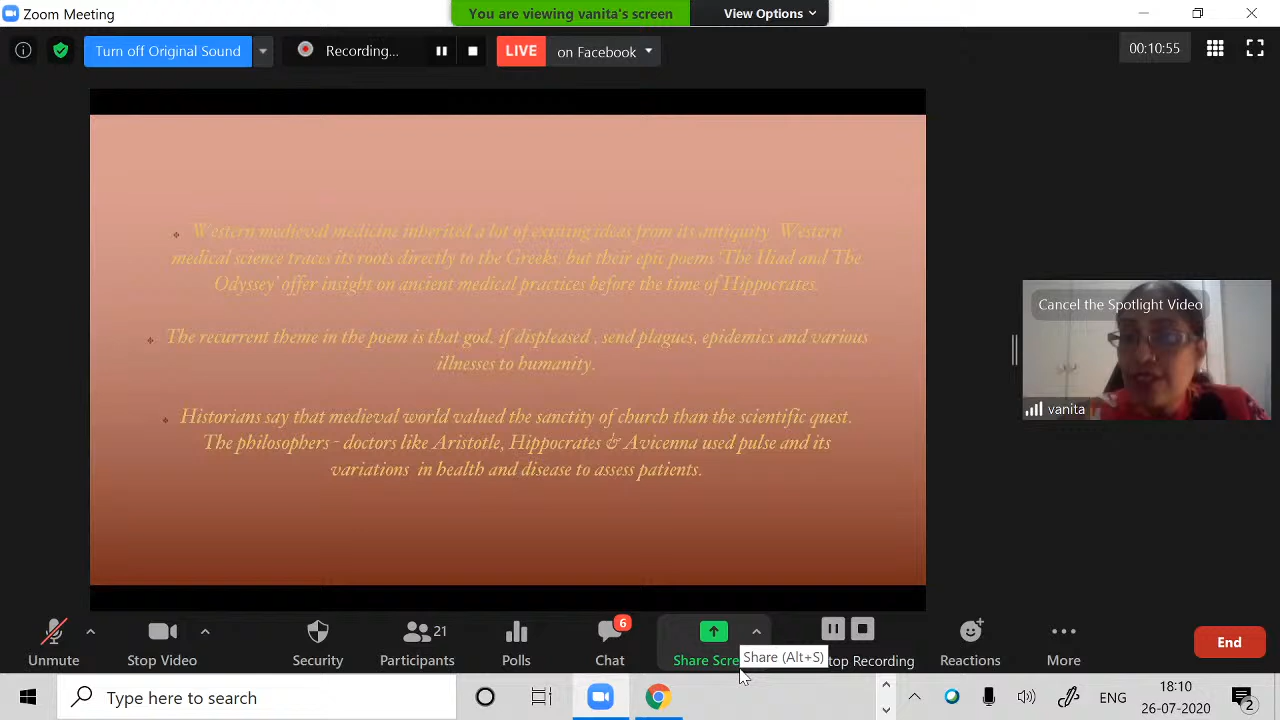 Zoom Meeting
You are viewing vanita's screen
View Options
Turn off Original Sound
Recording...
LIVE on Facebook
00:10:55
Western medieval medicine inherited a lot of existing ideas from its antiquity Western
medical science traces its roots directly to the Greeks, but their epic poems 'The Iliad and The
Odyssey' offer insight on ancient medical practices before the time of Hippocrates.
The recurrent theme in the poem is that god, if displeased , send plagues, epidemics and various
illnesses to humanity.
Historians say that medieval world valued the sanctity of church than the scientific quest.
The philosophers - doctors like Aristotle, Hippocrates & Avicenna used pulse and its
variations in health and disease to assess patients.
Cancel the Spotlight Video
vanita
Unmute
Stop Video
Security
21
Participants
Polls
6
Chat
Share Scre
Share (Alt+S)
top Recording
Reactions
More
End
Type here to search
ENG
18:10
26-07-2020
2